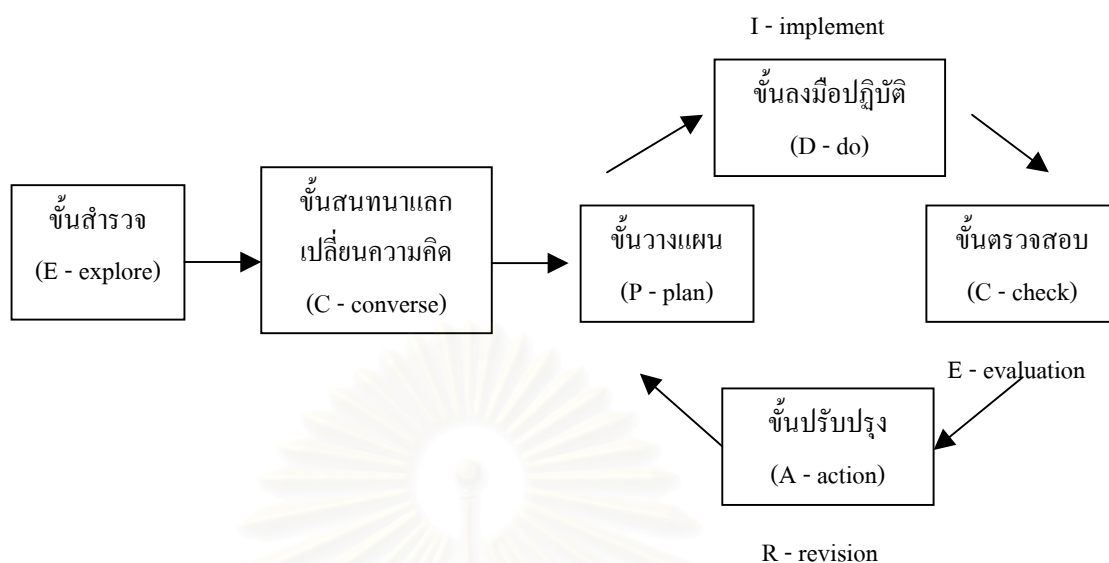 I - implement
ขั้นลงมือปฏิบัติ
(D - do)
ขั้นสำรวจ
(E - explore)
ขั้นสนทนาแลก
เปลี่ยนความคิด
(C - converse)
ขั้นวางแผน
(P - plan)
ขั้นตรวจสอบ
(C - check)
E - evaluation
ขั้นปรับปรุง
(A - action)
R - revision